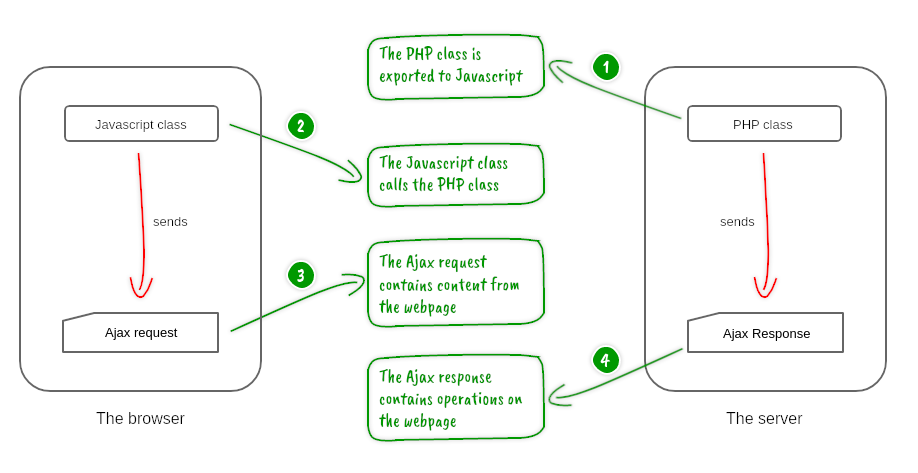 The PHP class is
exported to Javascript
1
Javascript class
2
PHP class
The Javascript class
calls the PHP class
sends
sends
The Ajax request
contains content from
the webpage
3
Ajax request
Ajax Response
4
The Ajax response
contains operations on
the webpage
The browser
The server